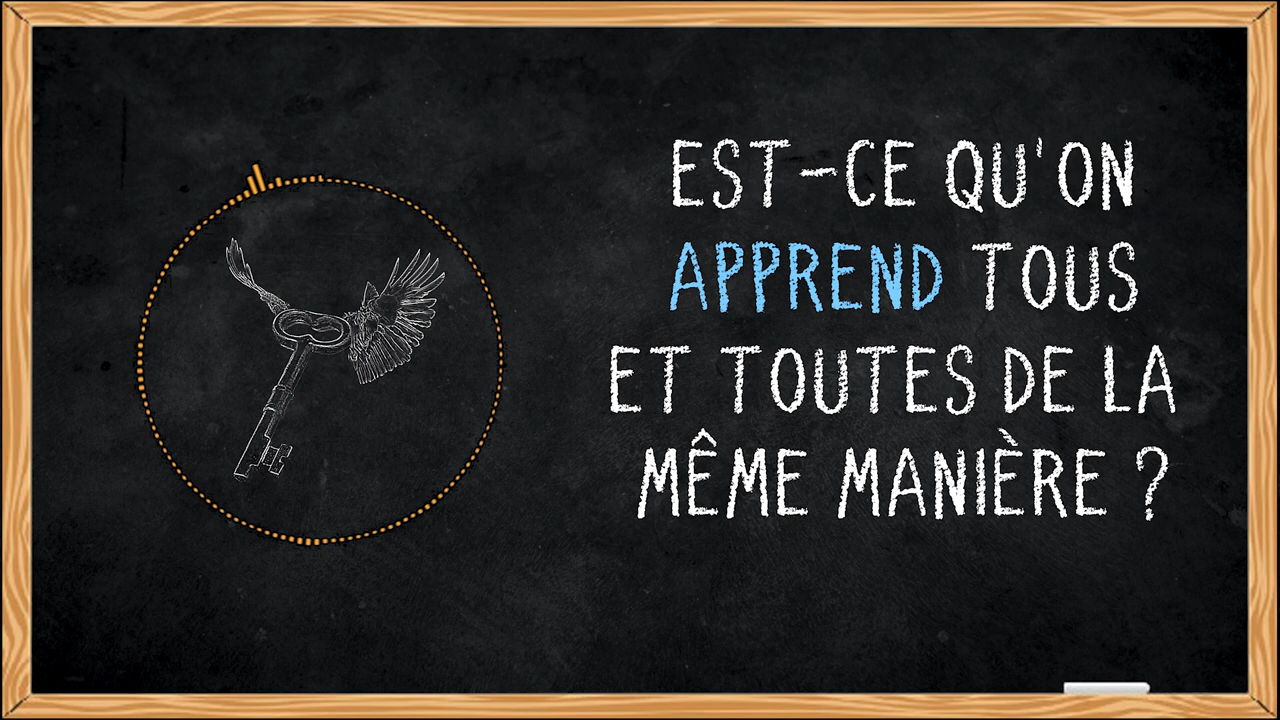 EST-CE QU'ON
APPREND TOUS
ET TOUTES DE LA
MÊME MANIÈRE ?